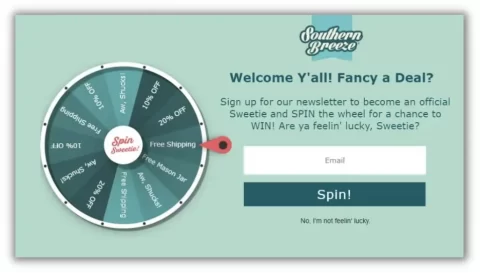 Southern
Breeze
Welcome Y'all! Fancy a Deal?
Sign up for our newsletter to become an official
Sweetie and SPIN the wheel for a chance to
WIN! Are ya feelin' lucky, Sweetie?
Email
Spin!
No, I'm not feelin' lucky.
Spin
Sweetie!
Aw, Shucks!
10% OFF
20% OFF
Free Shipping
Free Mason Jar
Aw, Shucks!
Free Shipping
20% OFF
Aw, Shucks!
10% OFF
Free Shipping
10% OFF